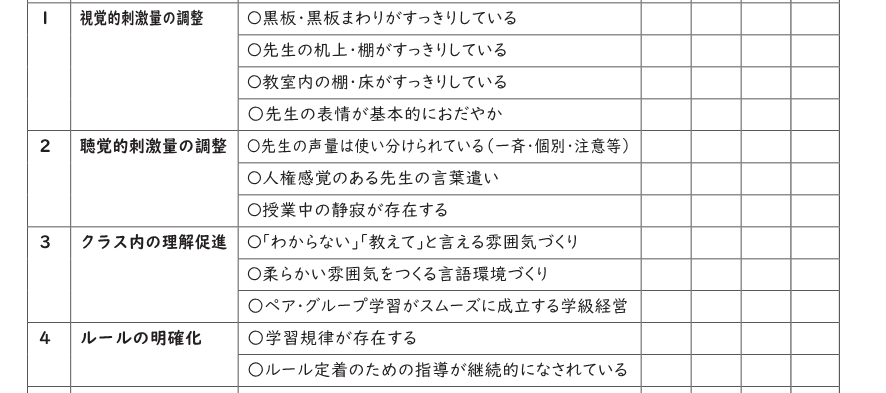 1 視覚的刺激量の調整 〇黒板・黒板まわりがすっきりしている
〇先生の机上・棚がすっきりしている
〇教室内の棚・床がすっきりしている
〇先生の表情が基本的におだやか
2 聴覚的刺激量の調整 〇先生の声量は使い分けられている（一斉・個別・注意等）
〇人権感覚のある先生の言葉遣い
〇授業中の静寂が存在する
3 クラス内の理解促進 〇「わからない」「教えて」と言える雰囲気づくり
〇柔らかい雰囲気をつくる言語環境づくり
〇ペア・グループ学習がスムーズに成立する学級経営
4 ルールの明確化 〇学習規律が存在する
〇ルール定着のための指導が継続的になされている